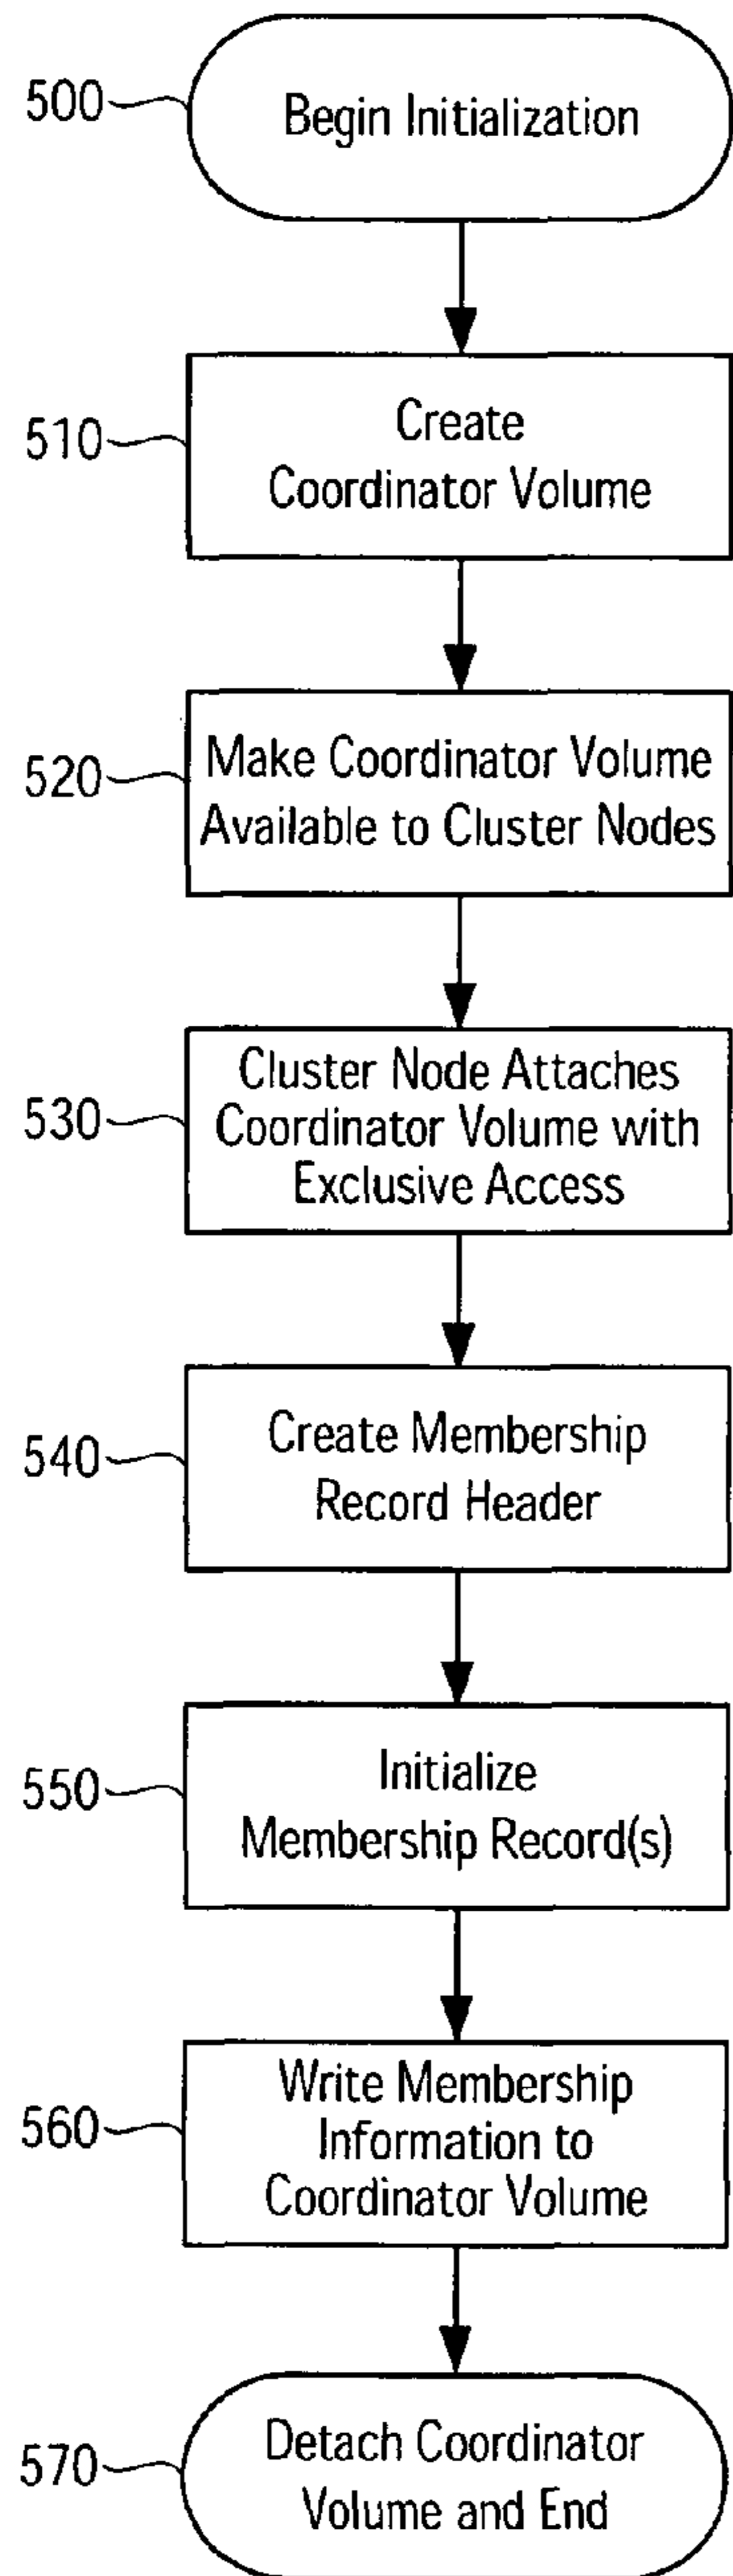 500
Begin Initialization
510
Create
Coordinator Volume
520
Make Coordinator Volume
Available to Cluster Nodes
530
Cluster Node Attaches
Coordinator Volume with
Exclusive Access
540
Create Membership
Record Header
550
Initialize
Membership Record(s)
560
Write Membership
Information to
Coordinator Volume
570
Detach Coordinator
Volume and End